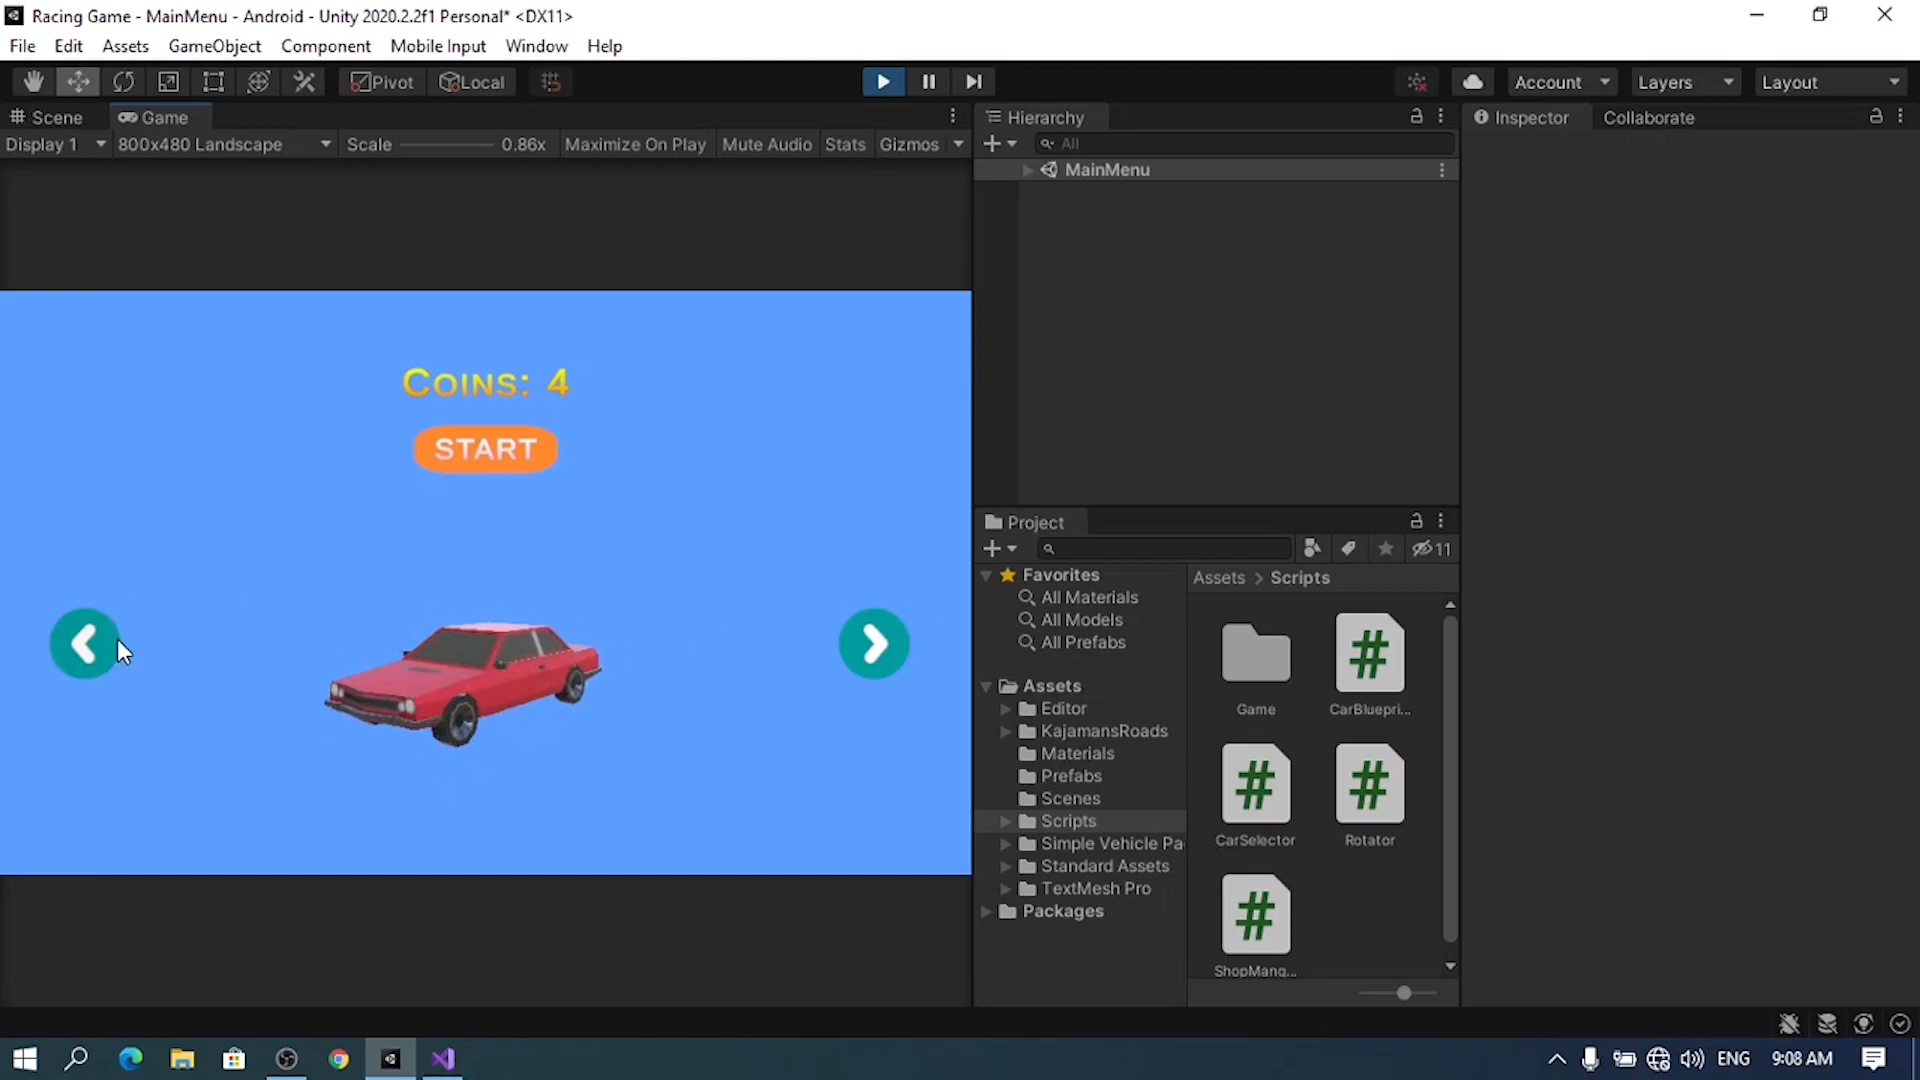 Racing Game - MainMenu - Android - Unity 2020.2.2f1 Personal* <DX11>
File Edit Assets GameObject Component Mobile Input Window Help
Pivot Local Account Layers Layout
Scene Game
Display 1 800x480 Landscape Scale 0.86x Maximize On Play Mute Audio Stats Gizmos
COINS: 4
START
Hierarchy
All
MainMenu
Inspector Collaborate
Project
11
Favorites
All Materials
All Models
All Prefabs
Assets
Editor
KajamansRoads
Materials
Prefabs
Scenes
Scripts
Simple Vehicle Pa
Standard Assets
TextMesh Pro
Packages
Assets > Scripts
Game CarBluepri...
CarSelector Rotator
ShopMang...
ENG 9:08 AM